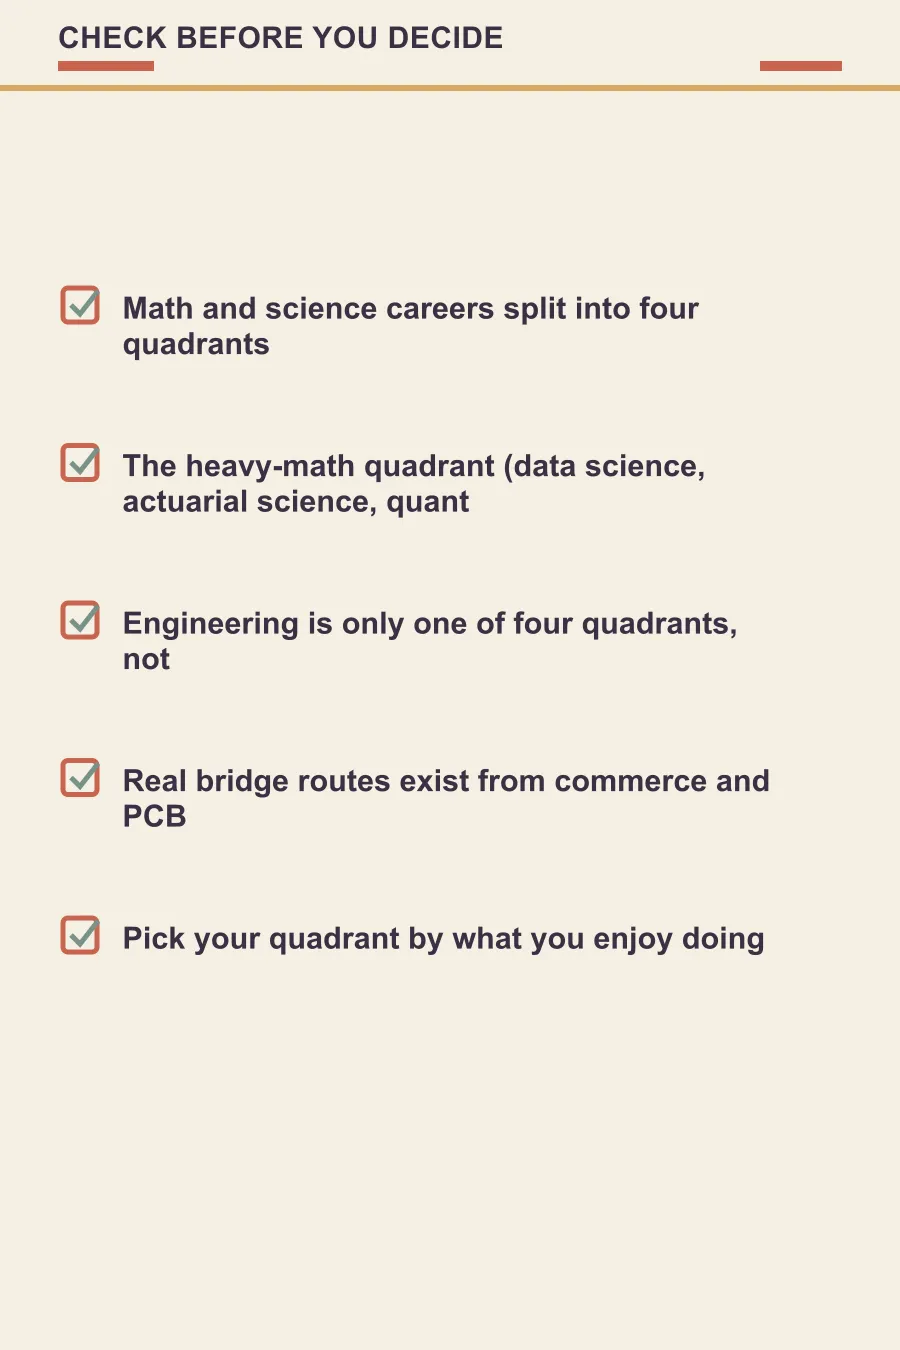 CHECK BEFORE YOU DECIDE
Math and science careers split into four
quadrants
The heavy-math quadrant (data science,
actuarial science, quant
Engineering is only one of four quadrants,
not
Real bridge routes exist from commerce and
PCB
Pick your quadrant by what you enjoy doing